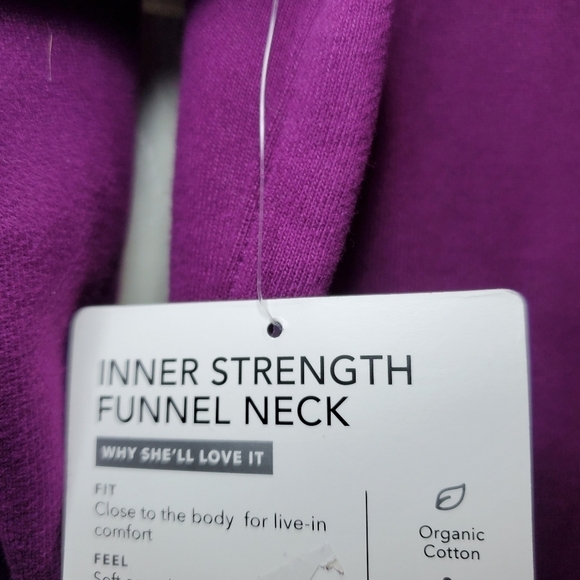 INNER STRENGTH
FUNNEL NECK
WHY SHE'LL LOVE IT
FIT
Close to the body for live-in
comfort
FEEL
Soft
Organic
Cotton